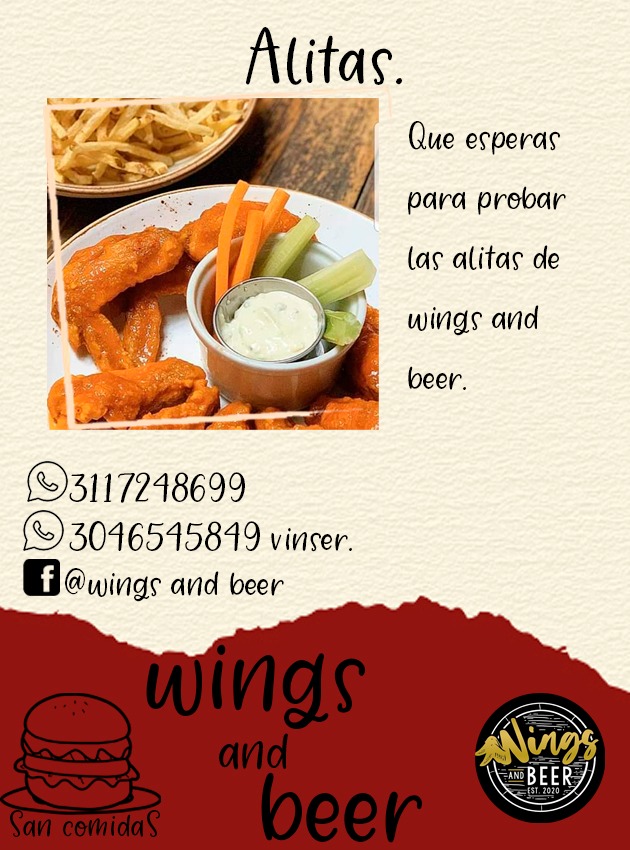 Alitas.
Que esperas
para probar
las alitas de
wings and
beer.
3117248699
3046545849 vinser.
@wings and beer
wings
and
beer
San comidaS
Wings
AND BEER
EST. 2020